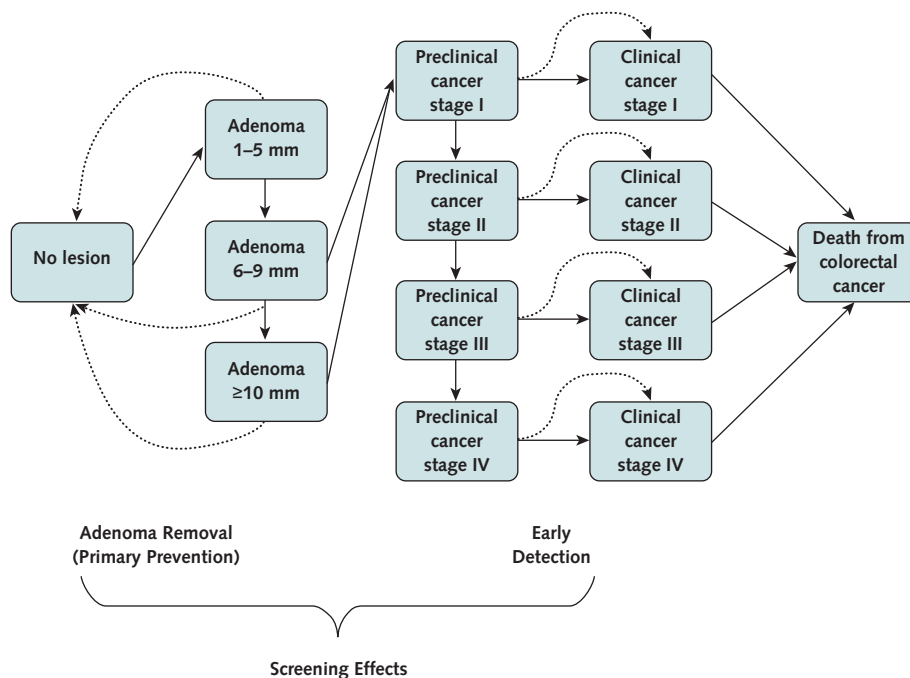 No lesion
Adenoma
1–5 mm
Adenoma
6–9 mm
Adenoma
≥10 mm
Preclinical
cancer
stage I
Preclinical
cancer
stage II
Preclinical
cancer
stage III
Preclinical
cancer
stage IV
Clinical
cancer
stage I
Clinical
cancer
stage II
Clinical
cancer
stage III
Clinical
cancer
stage IV
Death from
colorectal
cancer
Adenoma Removal
(Primary Prevention)
Early
Detection
Screening Effects